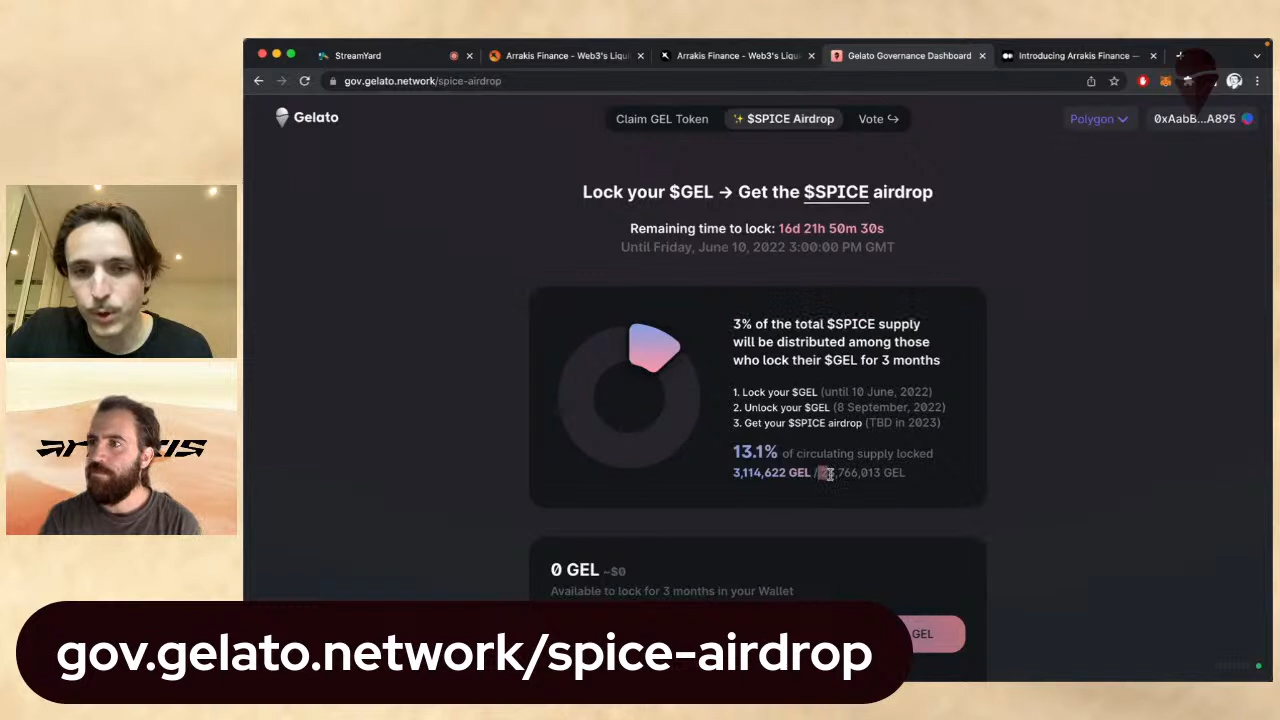 StreamYard
Arrakis Finance - Web3's Liqui
Arrakis Finance - Web3's Liqui
Gelato Governance Dashboard
Introducing Arrakis Finance —
gov.gelato.network/spice-airdrop
Gelato
Claim GEL Token
✨ $SPICE Airdrop
Vote ↪
Polygon
0xAabB...A895
Lock your $GEL → Get the $SPICE airdrop
Remaining time to lock: 16d 21h 50m 30s
Until Friday, June 10, 2022 3:00:00 PM GMT
3% of the total $SPICE supply
will be distributed among those
who lock their $GEL for 3 months
1. Lock your $GEL (until 10 June, 2022)
2. Unlock your $GEL (8 September, 2022)
3. Get your $SPICE airdrop (TBD in 2023)
13.1% of circulating supply locked
3,114,622 GEL / 23,766,013 GEL
0 GEL ~$0
Available to lock for 3 months in your Wallet
GEL
gov.gelato.network/spice-airdrop